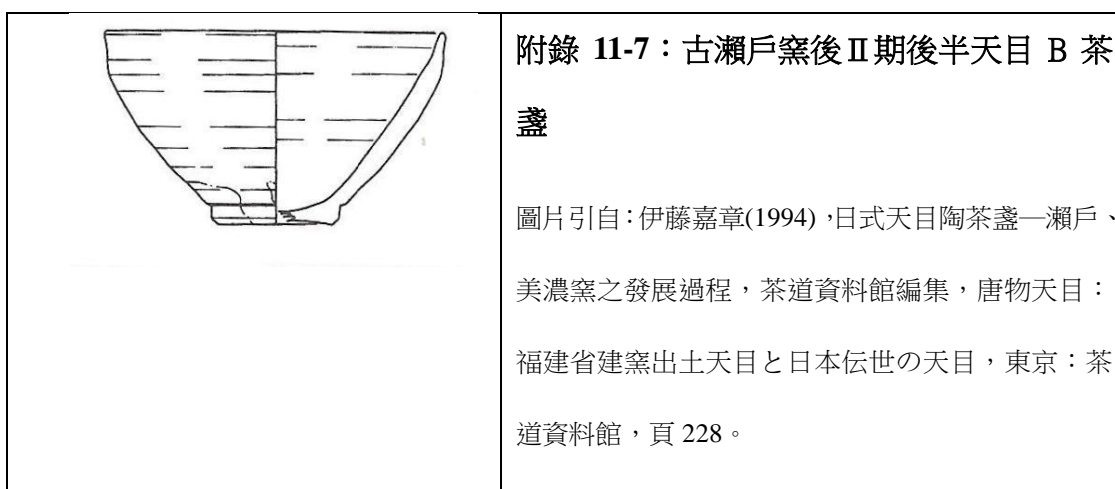 附錄 11-7：古瀨戶窯後Ⅱ期後半天目 B 茶
盞
圖片引自：伊藤嘉章(1994)，日式天目陶茶盞─瀨戶、
美濃窯之發展過程，茶道資料館編集，唐物天目：
福建省建窯出土天目と日本伝世の天目，東京：茶
道資料館，頁 228。